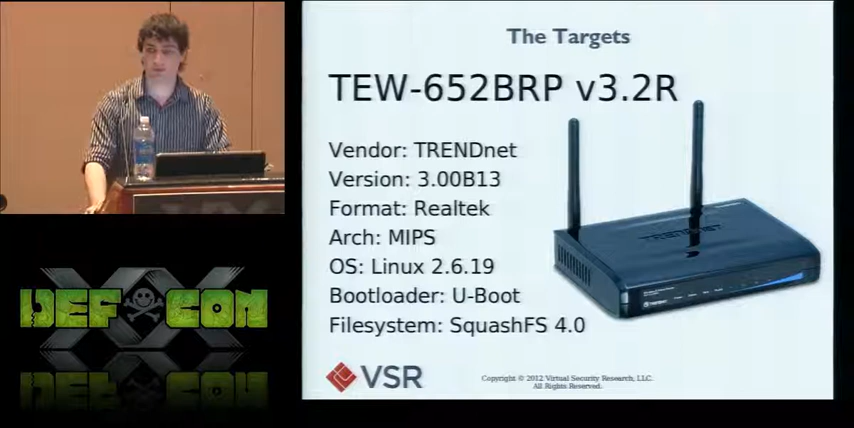 The Targets
TEW-652BRP v3.2R
Vendor: TRENDnet
Version: 3.00B13
Format: Realtek
Arch: MIPS
OS: Linux 2.6.19
Bootloader: U-Boot
Filesystem: SquashFS 4.0
TRENDNET
VSR
Copyright © 2012 Virtual Security Research, LLC.
All Rights Reserved.
DEF CON
XX